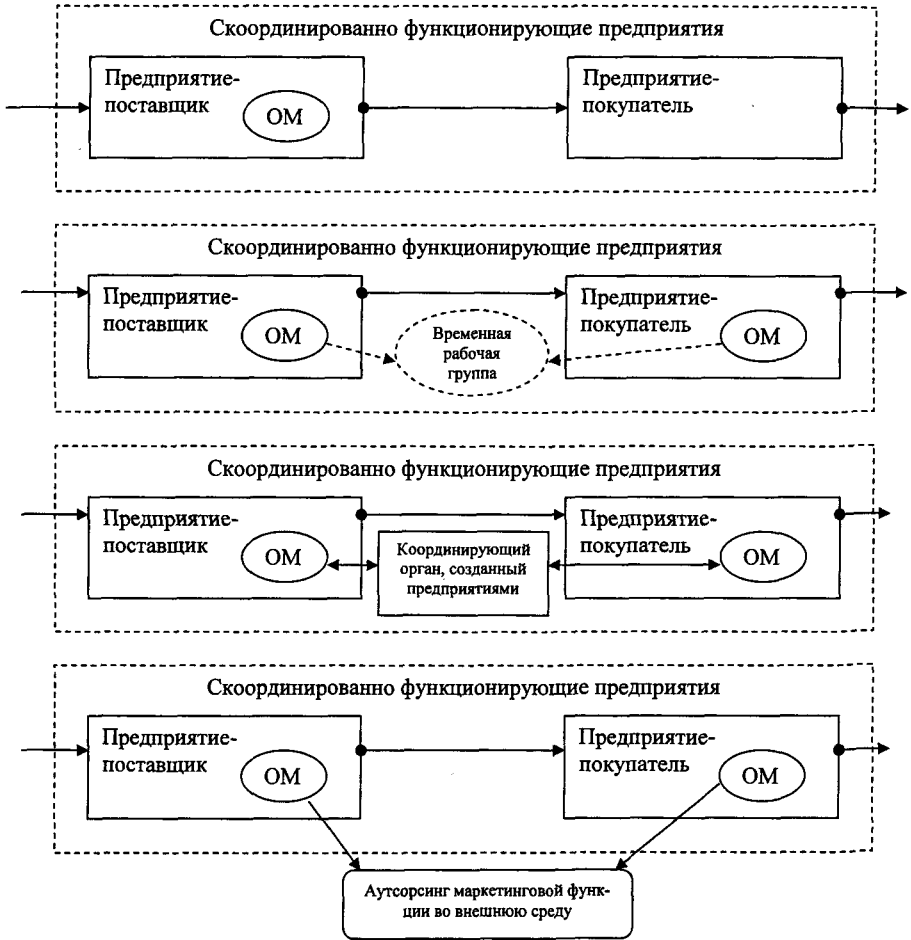 Скоординированно функционирующие предприятия
Предприятие-
поставщик
ОМ
Предприятие-
покупатель
Скоординированно функционирующие предприятия
Предприятие-
поставщик
ОМ
Временная
рабочая
группа
Предприятие-
покупатель
ОМ
Скоординированно функционирующие предприятия
Предприятие-
поставщик
ОМ
Координирующий
орган, созданный
предприятиями
Предприятие-
покупатель
ОМ
Скоординированно функционирующие предприятия
Предприятие-
поставщик
ОМ
Предприятие-
покупатель
ОМ
Аутсорсинг маркетинговой функ-
ции во внешнюю среду